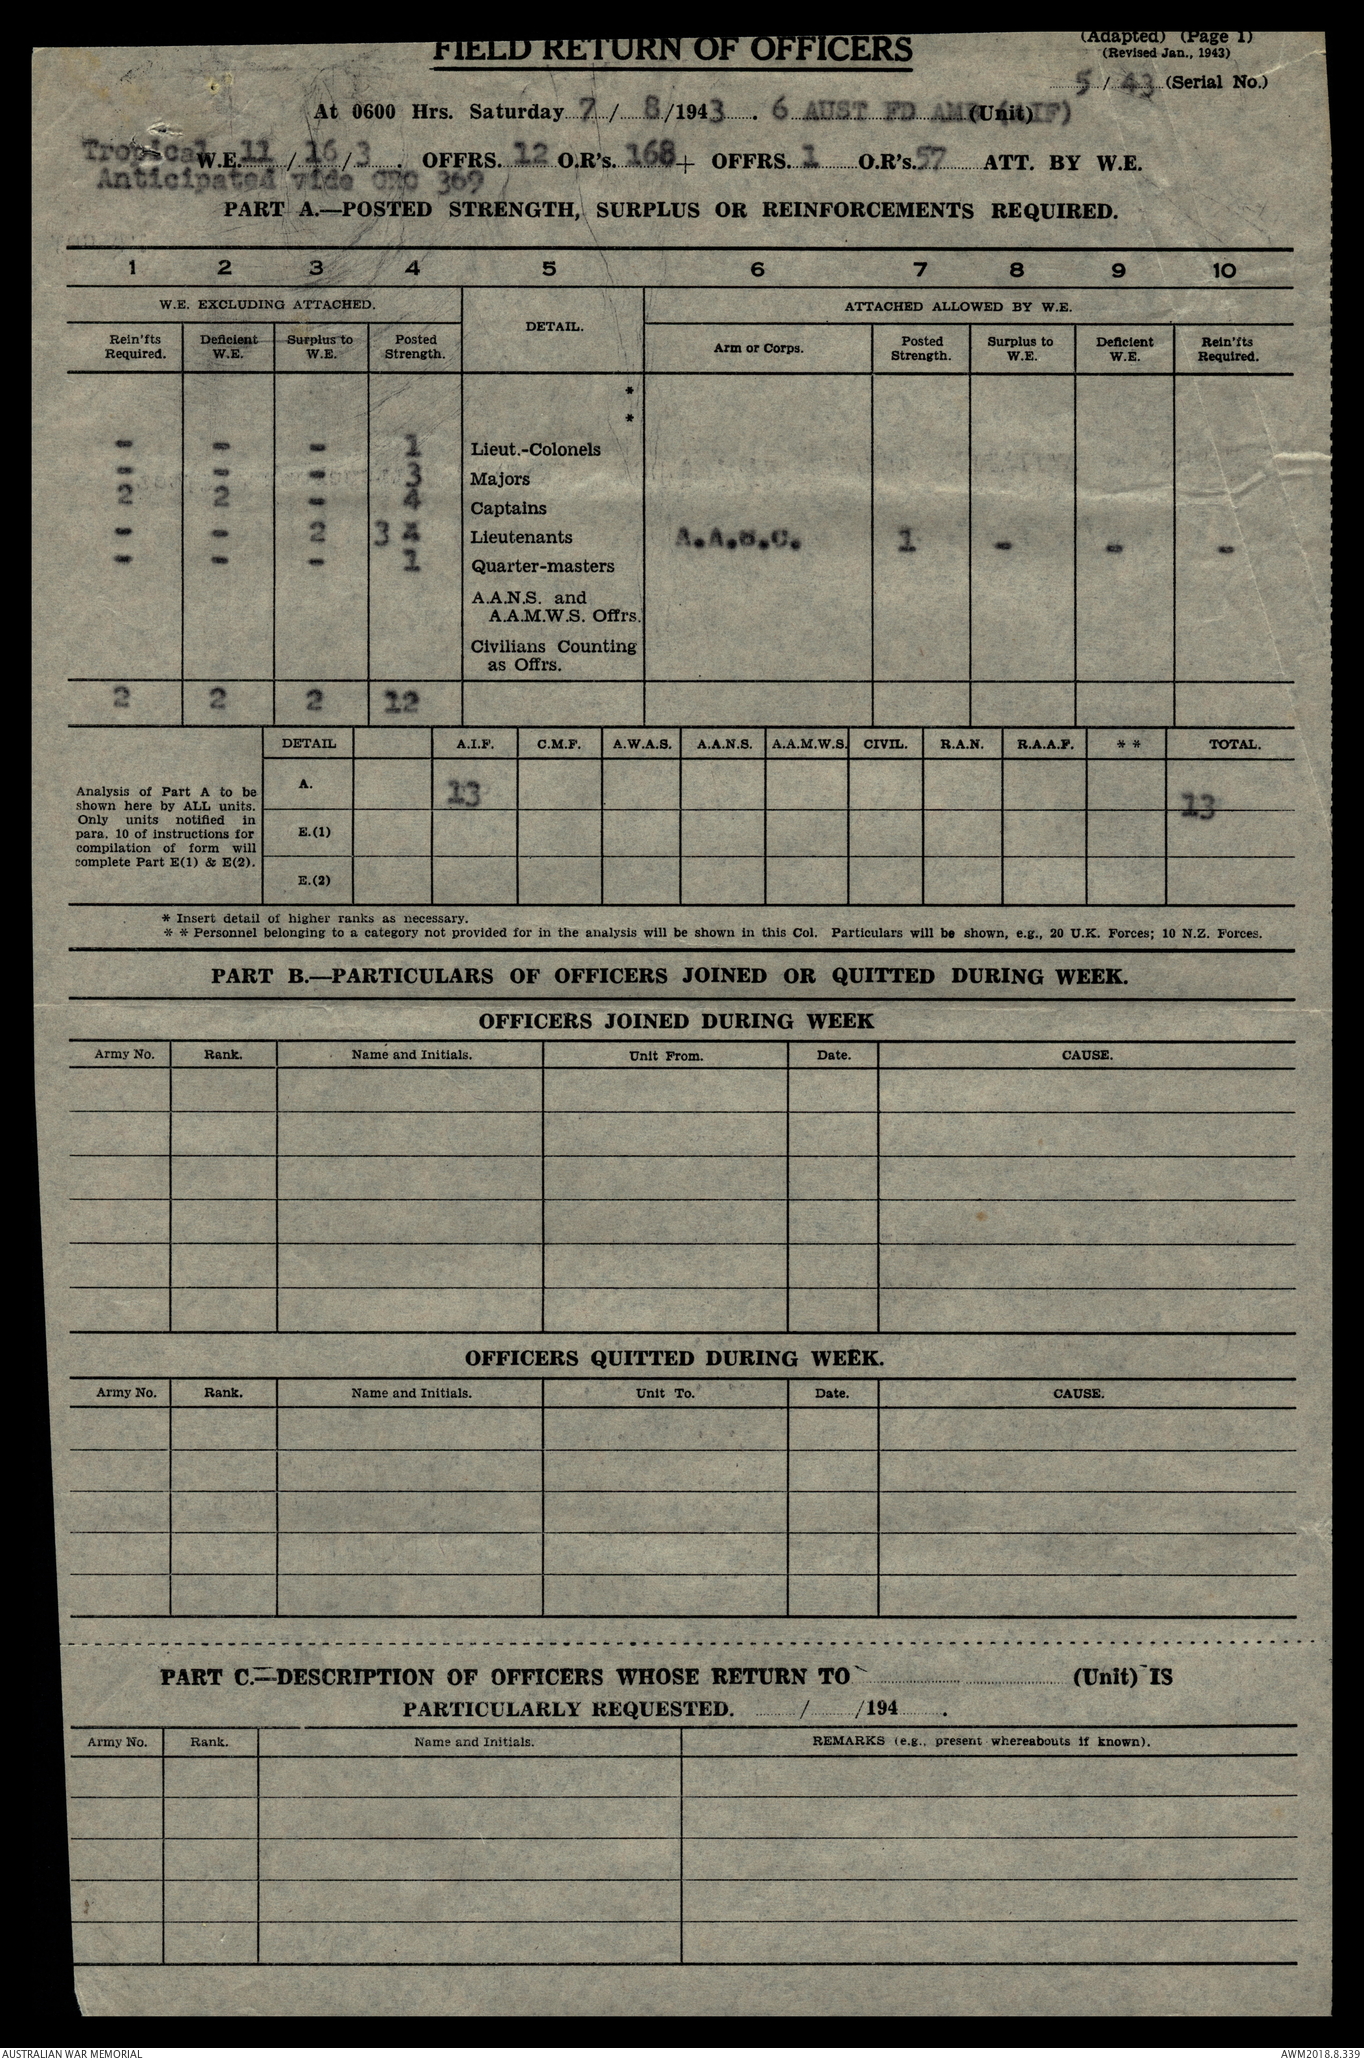 FIELD RETURN OF OFFICERS
(Adapted) (Page 1)
(Revised Jan., 1943)
5 / 43 (Serial No.)
At 0600 Hrs. Saturday 7 / 8 /1943 . 6 AUST FD AMB (AIF) (Unit)
Tropical W.E. 11 / 16 / 3 . OFFRS. 12 O.R's. 168 + OFFRS. 1 O.R's. 57 ATT. BY W.E.
Anticipated vide GRO 369
PART A.—POSTED STRENGTH, SURPLUS OR REINFORCEMENTS REQUIRED.
1 2 3 4 5 6 7 8 9 10
W.E. EXCLUDING ATTACHED. DETAIL. ATTACHED ALLOWED BY W.E.
Rein'fts Required. Deficient W.E. Surplus to W.E. Posted Strength. Arm or Corps. Posted Strength. Surplus to W.E. Deficient W.E. Rein'fts Required.
*
*
- - - 1 Lieut.-Colonels
- - - 3 Majors
2 2 - 4 Captains
- - 2 3 4 Lieutenants A.A.S.C. 1 - - -
- - - 1 Quarter-masters
A.A.N.S. and
A.A.M.W.S. Offrs.
Civilians Counting
as Offrs.
2 2 2 12
DETAIL A.I.F. C.M.F. A.W.A.S. A.A.N.S. A.A.M.W.S. CIVIL. R.A.N. R.A.A.F. * * TOTAL.
Analysis of Part A to be
shown here by ALL units.
Only units notified in
para. 10 of instructions for
compilation of form will
complete Part E(1) & E(2).
A. 13 13
E.(1)
E.(2)
* Insert detail of higher ranks as necessary.
* * Personnel belonging to a category not provided for in the analysis will be shown in this Col. Particulars will be shown, e.g., 20 U.K. Forces; 10 N.Z. Forces.
PART B.—PARTICULARS OF OFFICERS JOINED OR QUITTED DURING WEEK.
OFFICERS JOINED DURING WEEK
Army No. Rank. Name and Initials. Unit From. Date. CAUSE.
OFFICERS QUITTED DURING WEEK.
Army No. Rank. Name and Initials. Unit To. Date. CAUSE.
PART C.—DESCRIPTION OF OFFICERS WHOSE RETURN TO (Unit) IS
PARTICULARLY REQUESTED. / /194 .
Army No. Rank. Name and Initials. REMARKS (e.g., present whereabouts if known).
AUSTRALIAN WAR MEMORIAL AWM2018.8.339